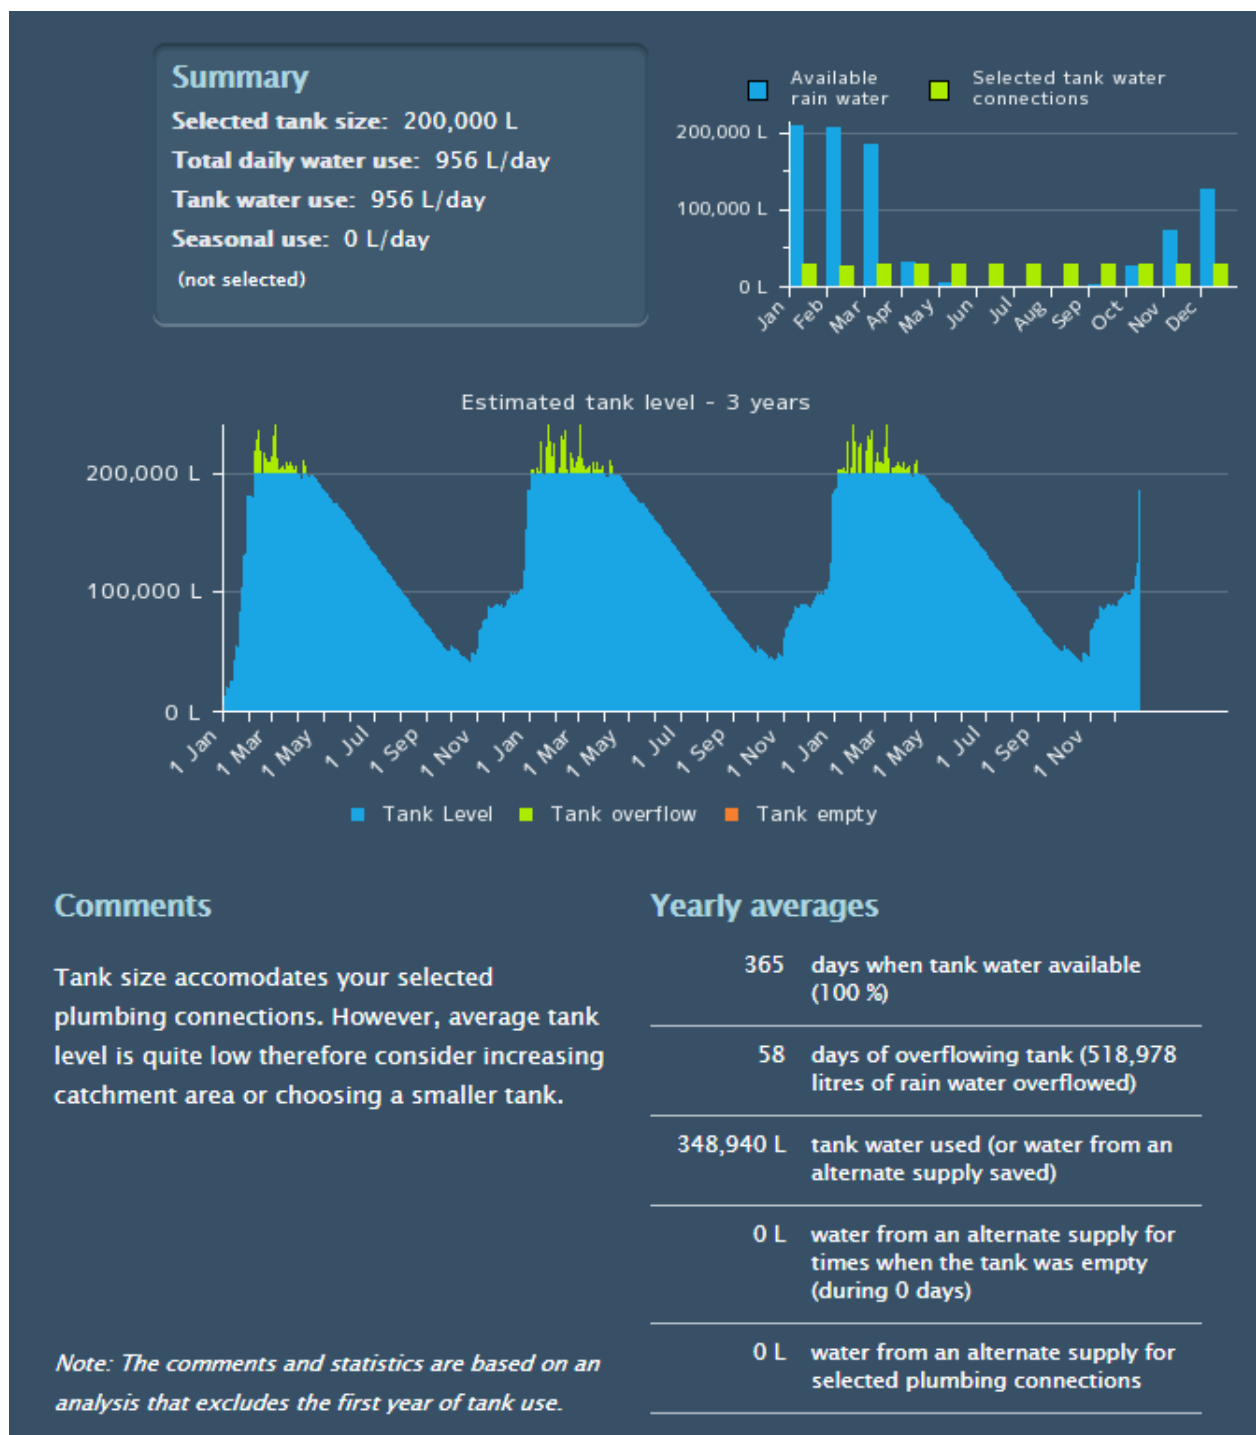 Summary
Selected tank size: 200,000 L
Total daily water use: 956 L/day
Tank water use: 956 L/day
Seasonal use: 0 L/day
(not selected)
Available
rain water
Selected tank water
connections
200,000 L
100,000 L
0 L
Jan
Feb
Mar
Apr
May
Jun
Jul
Aug
Sep
Oct
Nov
Dec
Estimated tank level - 3 years
200,000 L
100,000 L
0 L
1 Jan
1 Mar
1 May
1 Jul
1 Sep
1 Nov
1 Jan
1 Mar
1 May
1 Jul
1 Sep
1 Nov
1 Jan
1 Mar
1 May
1 Jul
1 Sep
1 Nov
Tank Level
Tank overflow
Tank empty
Comments
Tank size accomodates your selected
plumbing connections. However, average tank
level is quite low therefore consider increasing
catchment area or choosing a smaller tank.
Note: The comments and statistics are based on an
analysis that excludes the first year of tank use.
Yearly averages
365 days when tank water available
(100 %)
58 days of overflowing tank (518,978
litres of rain water overflowed)
348,940 L tank water used (or water from an
alternate supply saved)
0 L water from an alternate supply for
times when the tank was empty
(during 0 days)
0 L water from an alternate supply for
selected plumbing connections